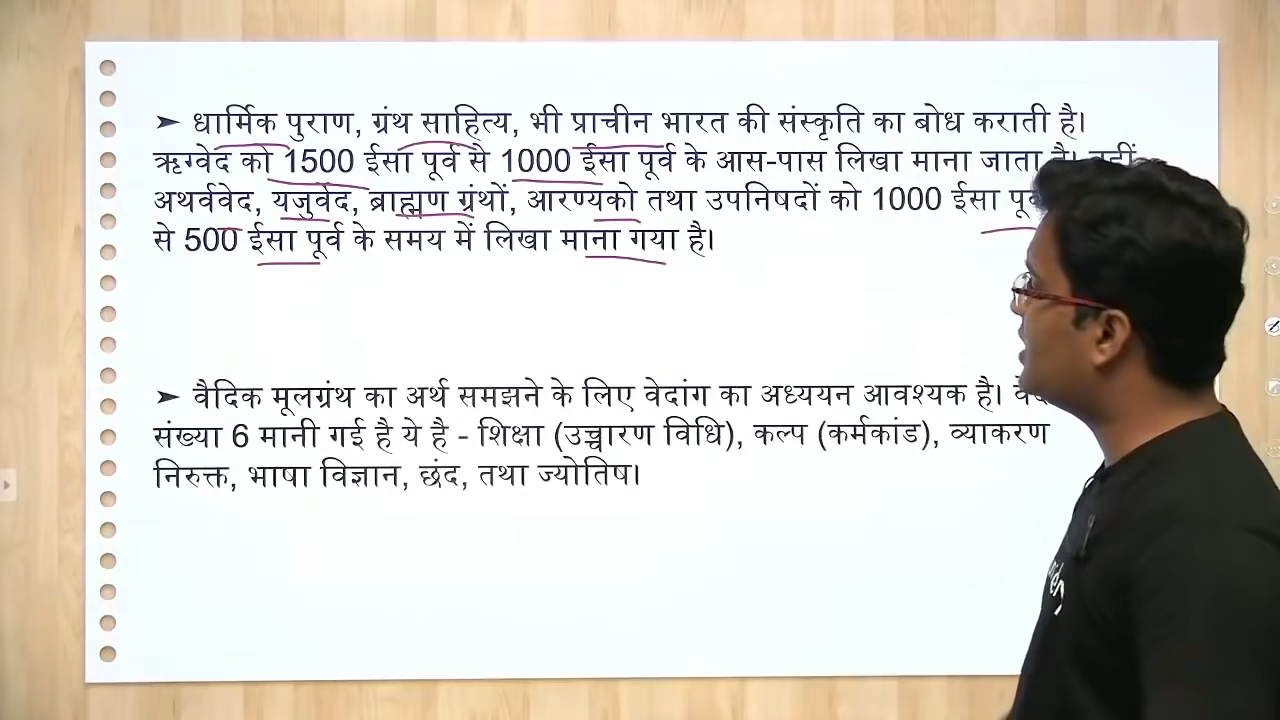 ➤ धार्मिक पुराण, ग्रंथ साहित्य, भी प्राचीन भारत की संस्कृति का बोध कराती है।
ऋग्वेद को 1500 ईसा पूर्व से 1000 ईसा पूर्व के आस-पास लिखा माना जाता है।
अथर्ववेद, यजुर्वेद, ब्राह्मण ग्रंथों, आरण्यको तथा उपनिषदों को 1000 ईसा
से 500 ईसा पूर्व के समय में लिखा माना गया है।
➤ वैदिक मूलग्रंथ का अर्थ समझने के लिए वेदांग का अध्ययन आवश्यक है।
संख्या 6 मानी गई है ये है - शिक्षा (उच्चारण विधि), कल्प (कर्मकांड), व्याकरण
निरुक्त, भाषा विज्ञान, छंद, तथा ज्योतिष।